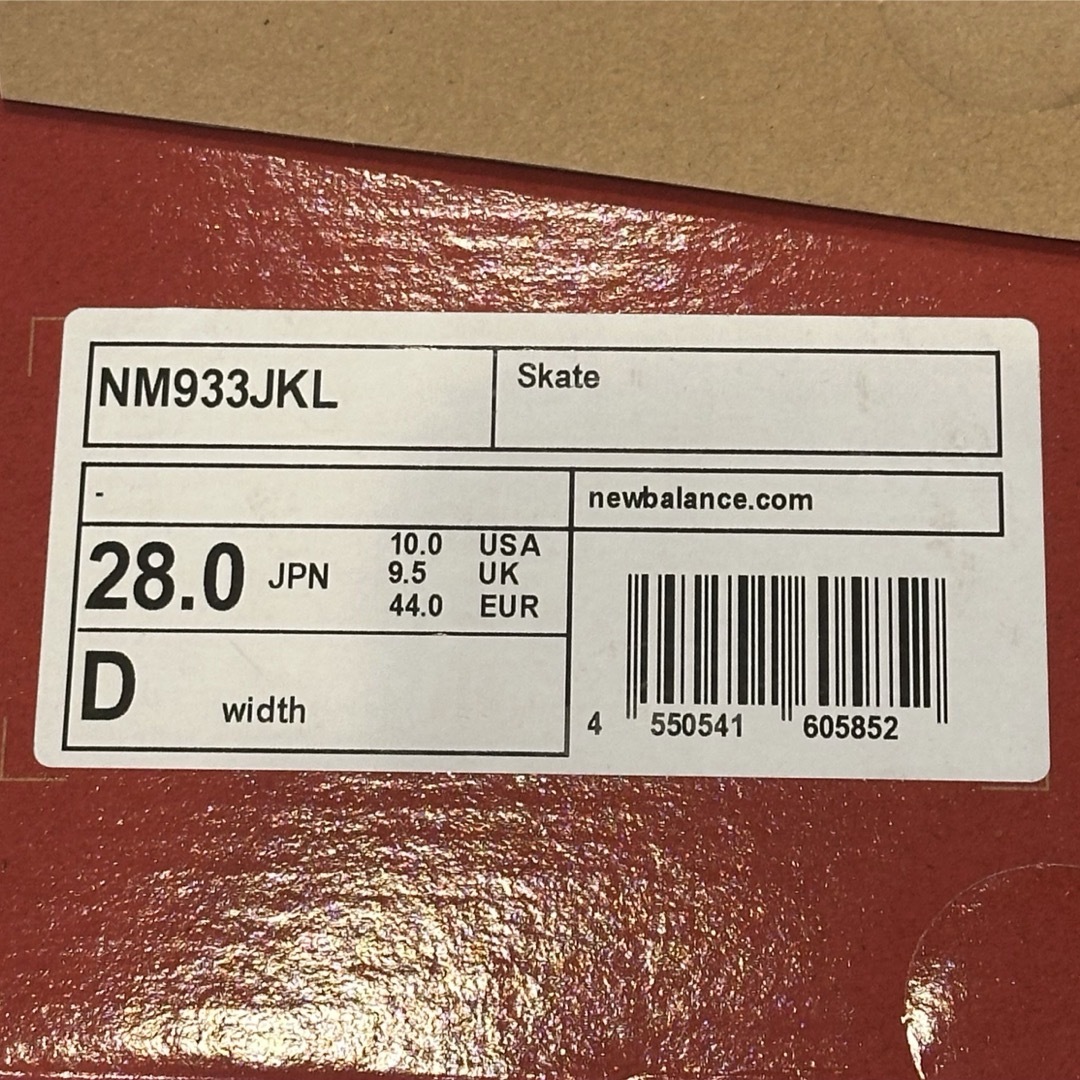 NM933JKL
Skate
-
newbalance.com
28.0 JPN
10.0 USA
9.5 UK
44.0 EUR
D width
4 550541 605852